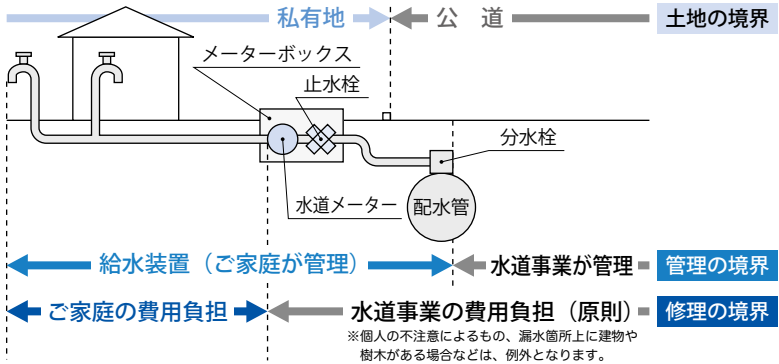 私有地
公　道
土地の境界
メーターボックス
止水栓
分水栓
水道メーター
配水管
給水装置（ご家庭が管理）
水道事業が管理
管理の境界
ご家庭の費用負担
水道事業の費用負担（原則）
修理の境界
※個人の不注意によるもの、漏水箇所上に建物や
樹木がある場合などは、例外となります。